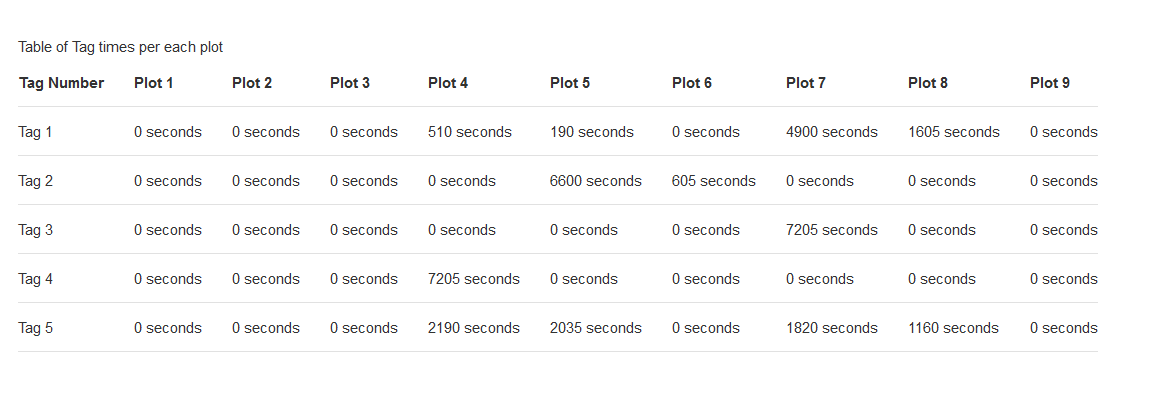 Table of Tag times per each plot
Tag Number Plot 1 Plot 2 Plot 3 Plot 4 Plot 5 Plot 6 Plot 7 Plot 8 Plot 9
Tag 1 0 seconds 0 seconds 0 seconds 510 seconds 190 seconds 0 seconds 4900 seconds 1605 seconds 0 seconds
Tag 2 0 seconds 0 seconds 0 seconds 0 seconds 6600 seconds 605 seconds 0 seconds 0 seconds 0 seconds
Tag 3 0 seconds 0 seconds 0 seconds 0 seconds 0 seconds 0 seconds 7205 seconds 0 seconds 0 seconds
Tag 4 0 seconds 0 seconds 0 seconds 7205 seconds 0 seconds 0 seconds 0 seconds 0 seconds 0 seconds
Tag 5 0 seconds 0 seconds 0 seconds 2190 seconds 2035 seconds 0 seconds 1820 seconds 1160 seconds 0 seconds